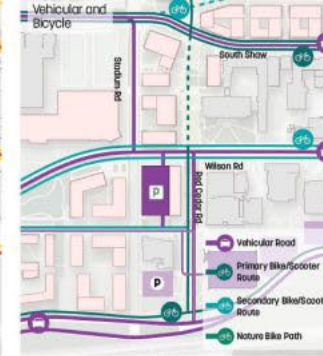 Vehicular and
Bicycle
South Shaw
Stadium Rd
Wilson Rd
P
Red Cedar Rd
P
Vehicular Road
Primary Bike/Scooter
Route
Secondary Bike/Scoot
Route
Nature Bike Path